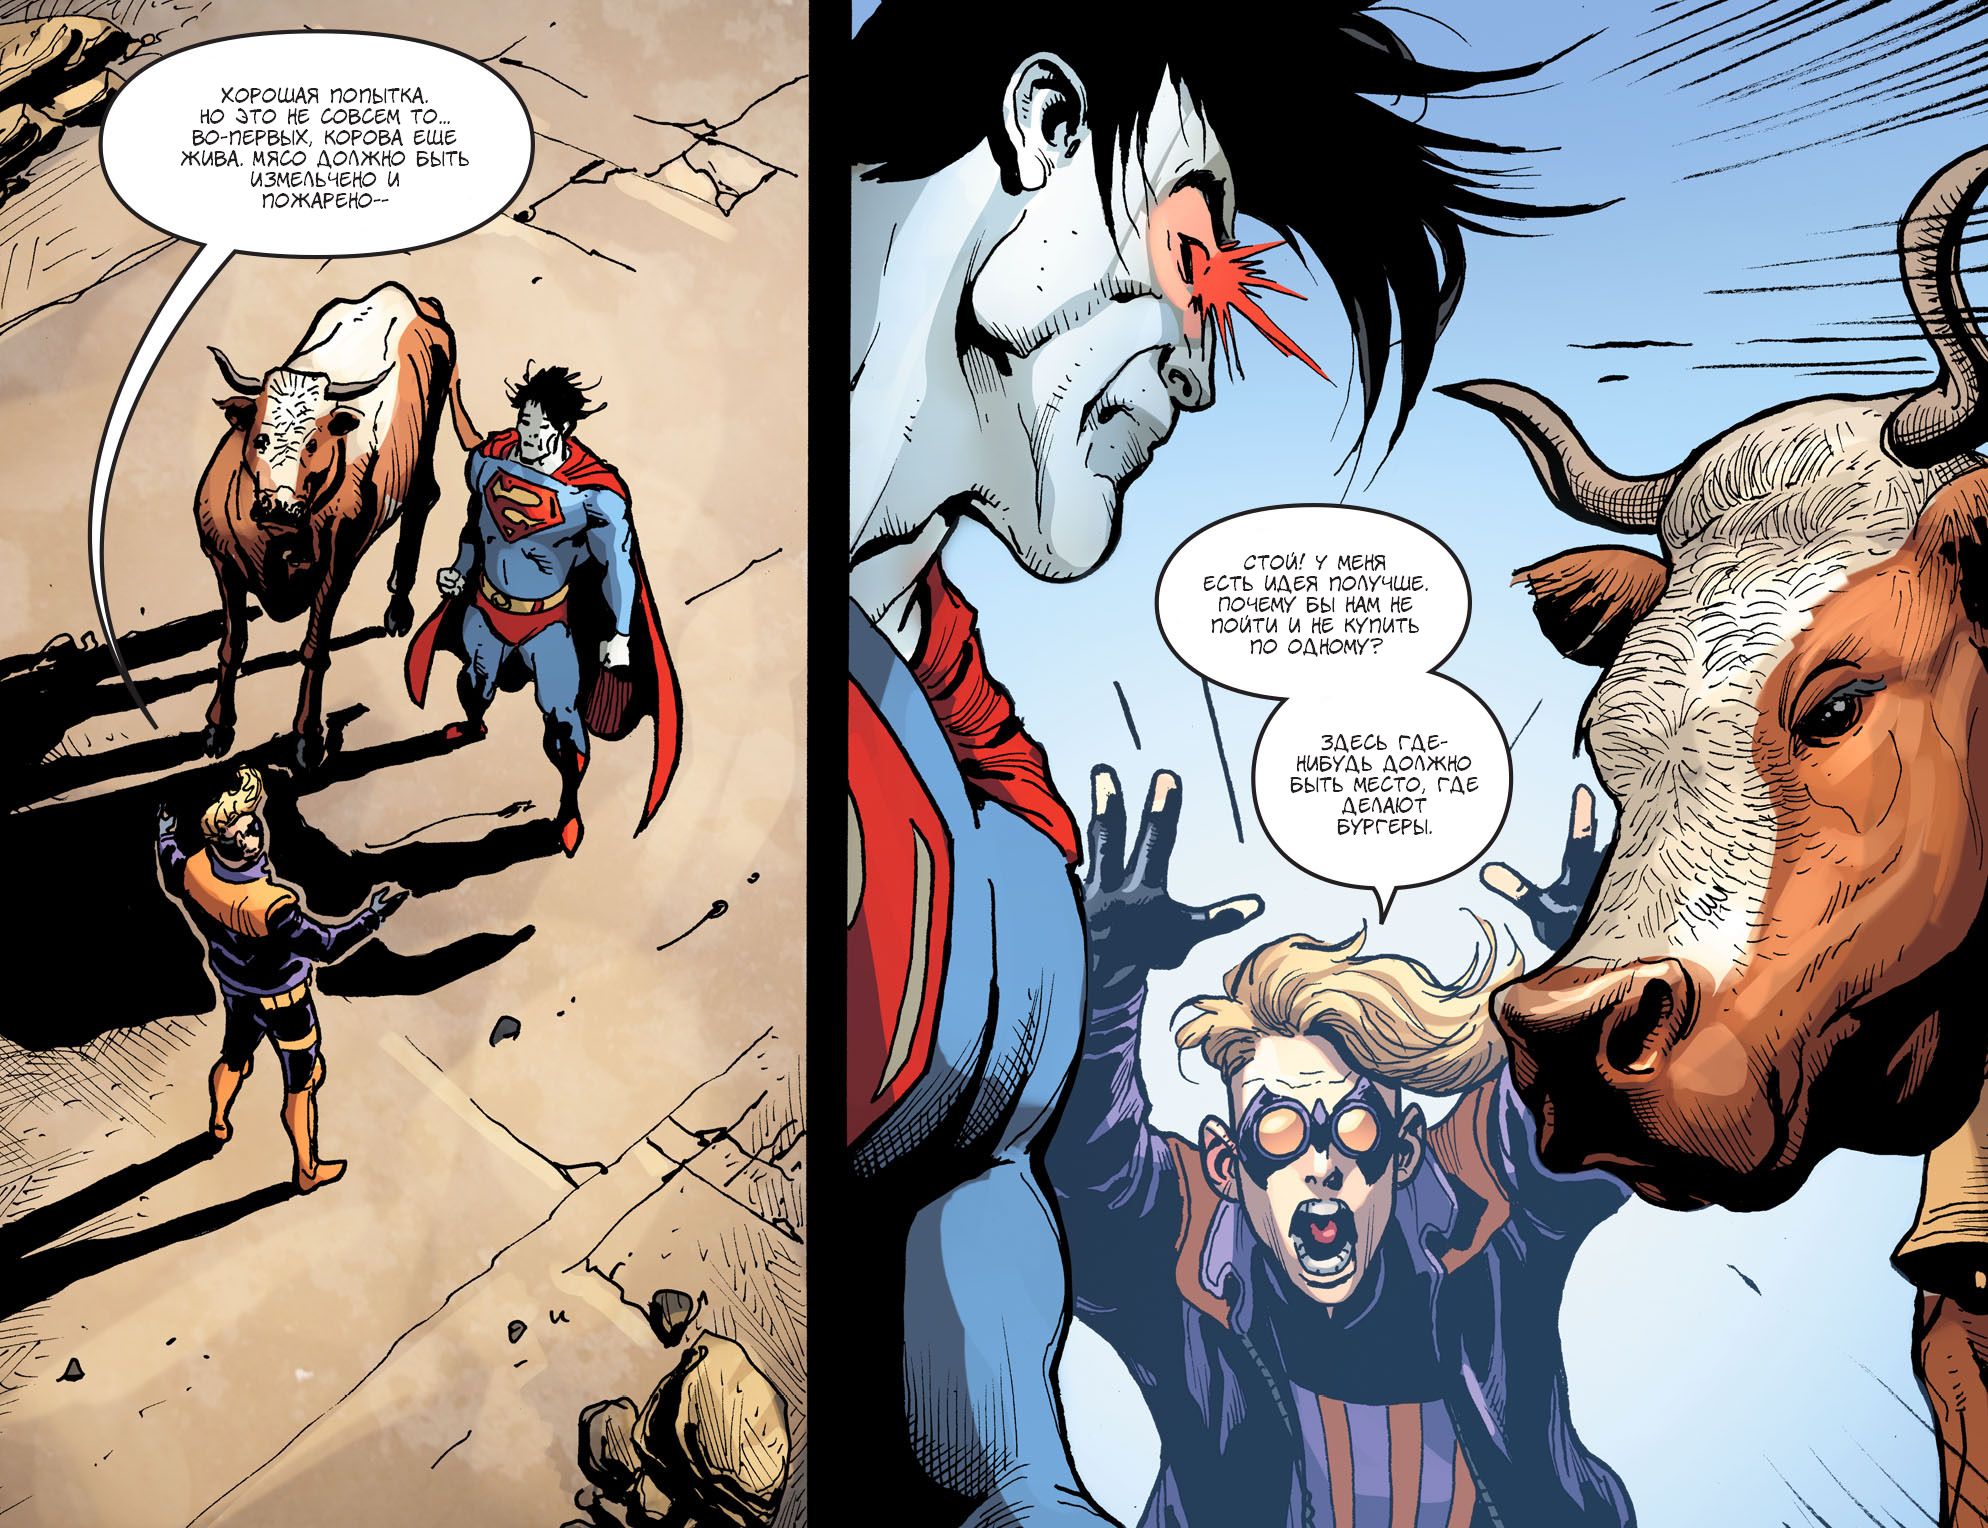 ХОРОШАЯ ПОПЫТКА.
НО ЭТО НЕ СОВСЕМ ТО...
ВО-ПЕРВЫХ, КОРОВА ЕЩЕ
ЖИВА. МЯСО ДОЛЖНО БЫТЬ
ИЗМЕЛЬЧЕНО И
ПОЖАРЕНО--
СТОЙ! У МЕНЯ
ЕСТЬ ИДЕЯ ПОЛУЧШЕ.
ПОЧЕМУ БЫ НАМ НЕ
ПОЙТИ И НЕ КУПИТЬ
ПО ОДНОМУ?
ЗДЕСЬ ГДЕ-
НИБУДЬ ДОЛЖНО
БЫТЬ МЕСТО, ГДЕ
ДЕЛАЮТ
БУРГЕРЫ.